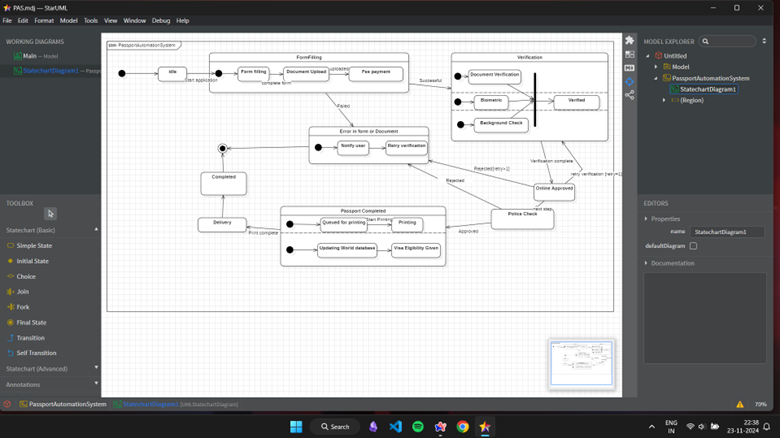 PAS.mdj — StarUML
File Edit Format Model Tools View Window Debug Help
WORKING DIAGRAMS
Main — Model
StatechartDiagram1 — Passpo
stm PassportAutomationSystem
FormFilling
Idle
Start application
Form filling
complete form
Document Upload
uploaded
Fee payment
Successful
Failed
Verification
Document Verification
Biometric
Background Check
Verified
Error in form or Document
Notify user
Retry verification
Verification complete
retry verification [retry<1]
Rejected[retry>1]
Rejected
Online Approved
next step
Police Check
Approved
Completed
Delivery
Print complete
Passport Completed
Queued for printing
Start Printing
Printing
Updating World database
Visa Eligibility Given
TOOLBOX
Statechart (Basic)
Simple State
Initial State
Choice
Join
Fork
Final State
Transition
Self Transition
Statechart (Advanced)
Annotations
MODEL EXPLORER
Search
Untitled
Model
PassportAutomationSystem
StatechartDiagram1
(Region)
EDITORS
Properties
name StatechartDiagram1
defaultDiagram
Documentation
PassportAutomationSystem StatechartDiagram1 [UMLStatechartDiagram]
70%
Search
ENG
IN
22:38
23-11-2024